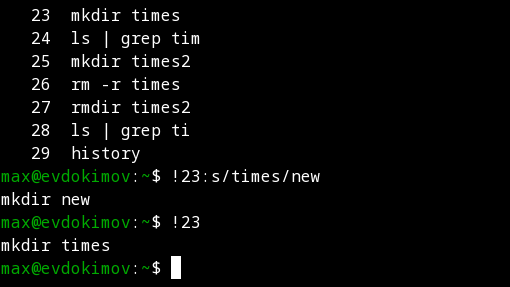 23 mkdir times
24 ls | grep tim
25 mkdir times2
26 rm -r times
27 rmdir times2
28 ls | grep ti
29 history
max@evdokimov:~$ !23:s/times/new
mkdir new
max@evdokimov:~$ !23
mkdir times
max@evdokimov:~$